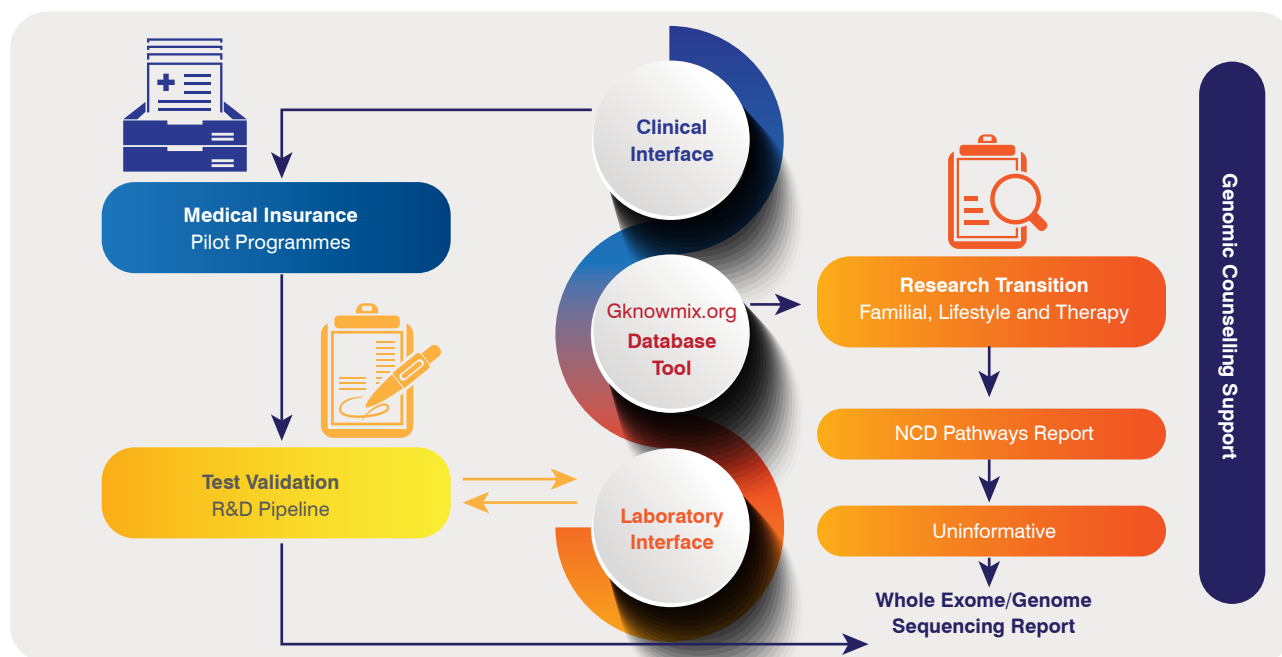 Clinical
Interface
Medical Insurance
Pilot Programmes
Gknowmix.org
Database
Tool
Research Transition
Familial, Lifestyle and Therapy
NCD Pathways Report
Test Validation
R&D Pipeline
Laboratory
Interface
Uninformative
Whole Exome/Genome
Sequencing Report
Genomic Counselling Support